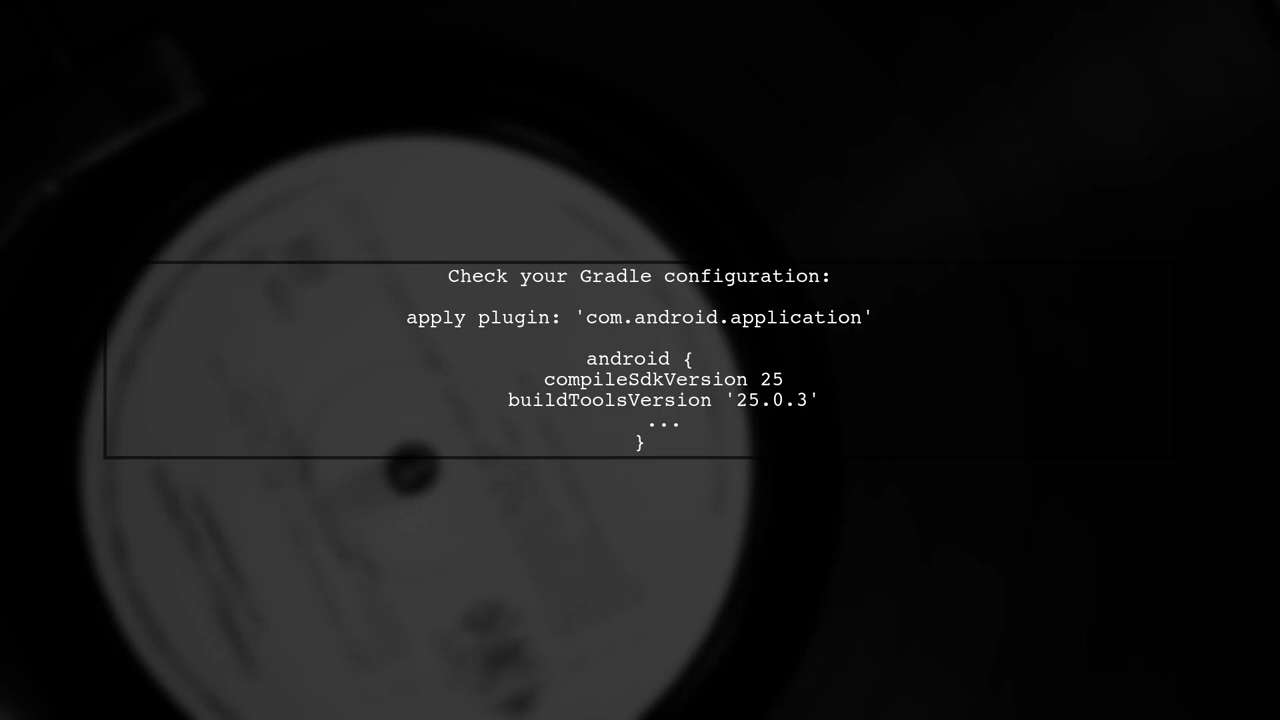 Check your Gradle configuration:
apply plugin: 'com.android.application'
android {
compileSdkVersion 25
buildToolsVersion '25.0.3'
...
}